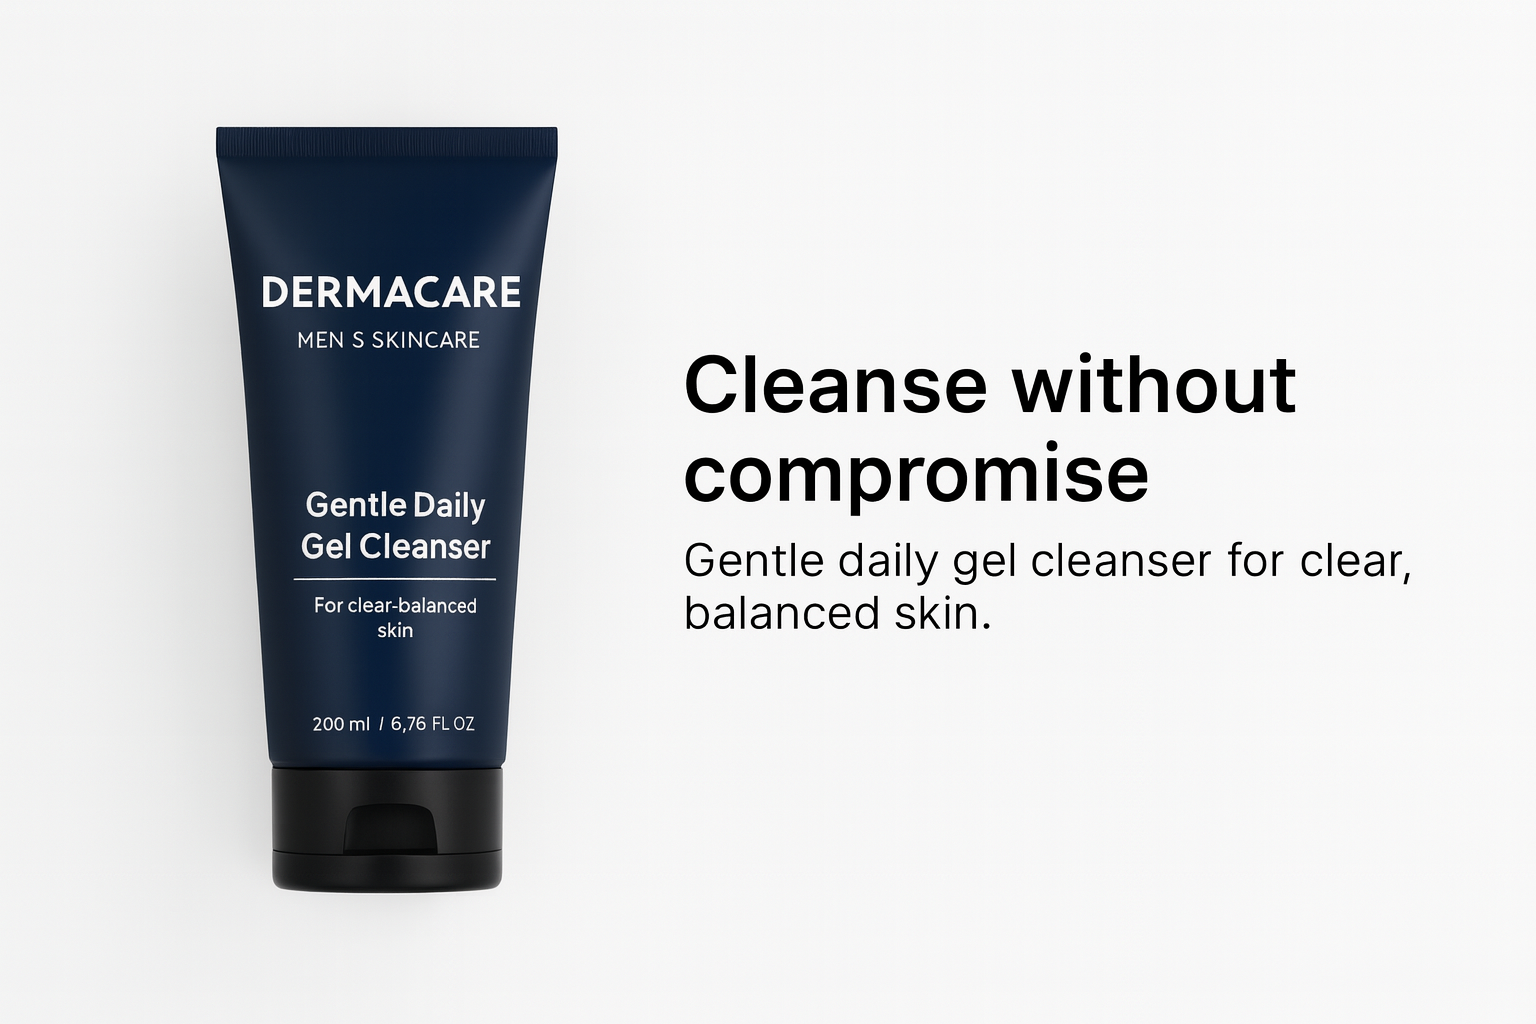 DERMACARE
MEN S SKINCARE
Gentle Daily
Gel Cleanser
For clear-balanced
skin
200 ml / 6,76 FL OZ
Cleanse without
compromise
Gentle daily gel cleanser for clear,
balanced skin.